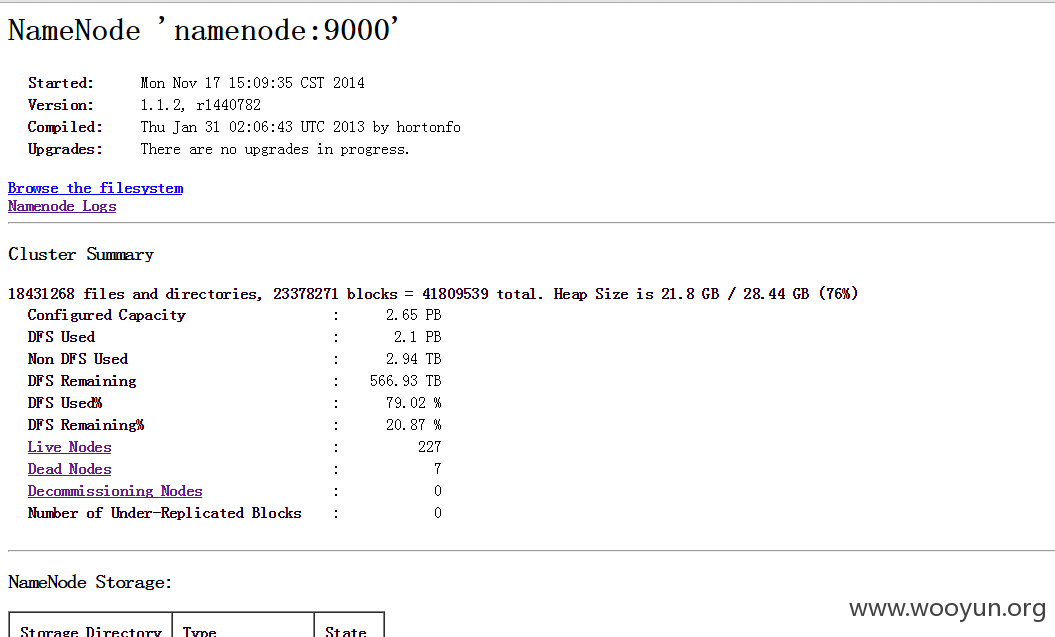 NameNode 'namenode:9000'
Started: Mon Nov 17 15:09:35 CST 2014
Version: 1.1.2, r1440782
Compiled: Thu Jan 31 02:06:43 UTC 2013 by hortonfo
Upgrades: There are no upgrades in progress.
Browse the filesystem
Namenode Logs
Cluster Summary
18431268 files and directories, 23378271 blocks = 41809539 total. Heap Size is 21.8 GB / 28.44 GB (76%)
Configured Capacity : 2.65 PB
DFS Used : 2.1 PB
Non DFS Used : 2.94 TB
DFS Remaining : 566.93 TB
DFS Used% : 79.02 %
DFS Remaining% : 20.87 %
Live Nodes : 227
Dead Nodes : 7
Decommissioning Nodes : 0
Number of Under-Replicated Blocks : 0
NameNode Storage:
Storage Directory Type State
www.wooyun.org